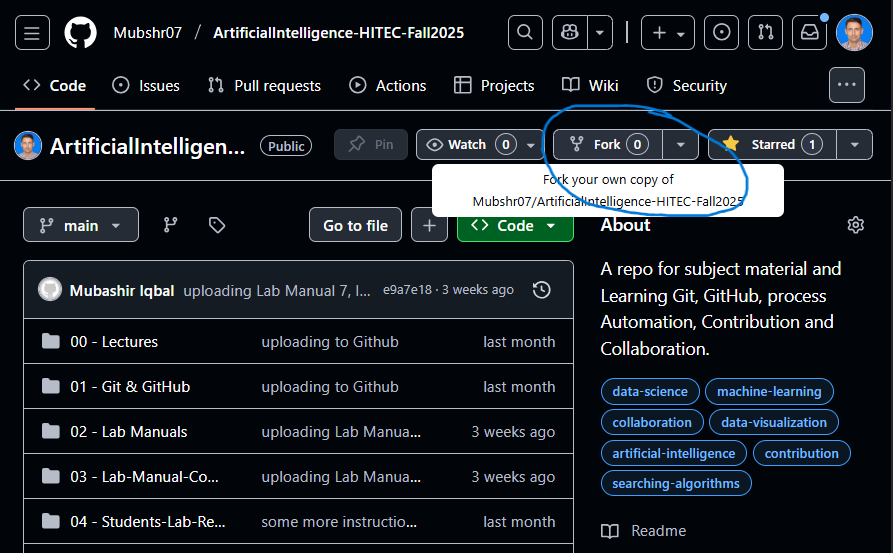 Mubshr07 / ArtificialIntelligence-HITEC-Fall2025
Code Issues Pull requests Actions Projects Wiki Security
ArtificialIntelligen... Public Pin Watch 0 Fork 0 Starred 1
Fork your own copy of
Mubshr07/ArtificialIntelligence-HITEC-Fall2025
main Go to file Code
Mubashir Iqbal uploading Lab Manual 7, I... e9a7e18 · 3 weeks ago
00 - Lectures uploading to Github last month
01 - Git & GitHub uploading to Github last month
02 - Lab Manuals uploading Lab Manua... 3 weeks ago
03 - Lab-Manual-Co... uploading Lab Manua... 3 weeks ago
04 - Students-Lab-Re... some more instructio... last month
About
A repo for subject material and
Learning Git, GitHub, process
Automation, Contribution and
Collaboration.
data-science machine-learning
collaboration data-visualization
artificial-intelligence contribution
searching-algorithms
Readme